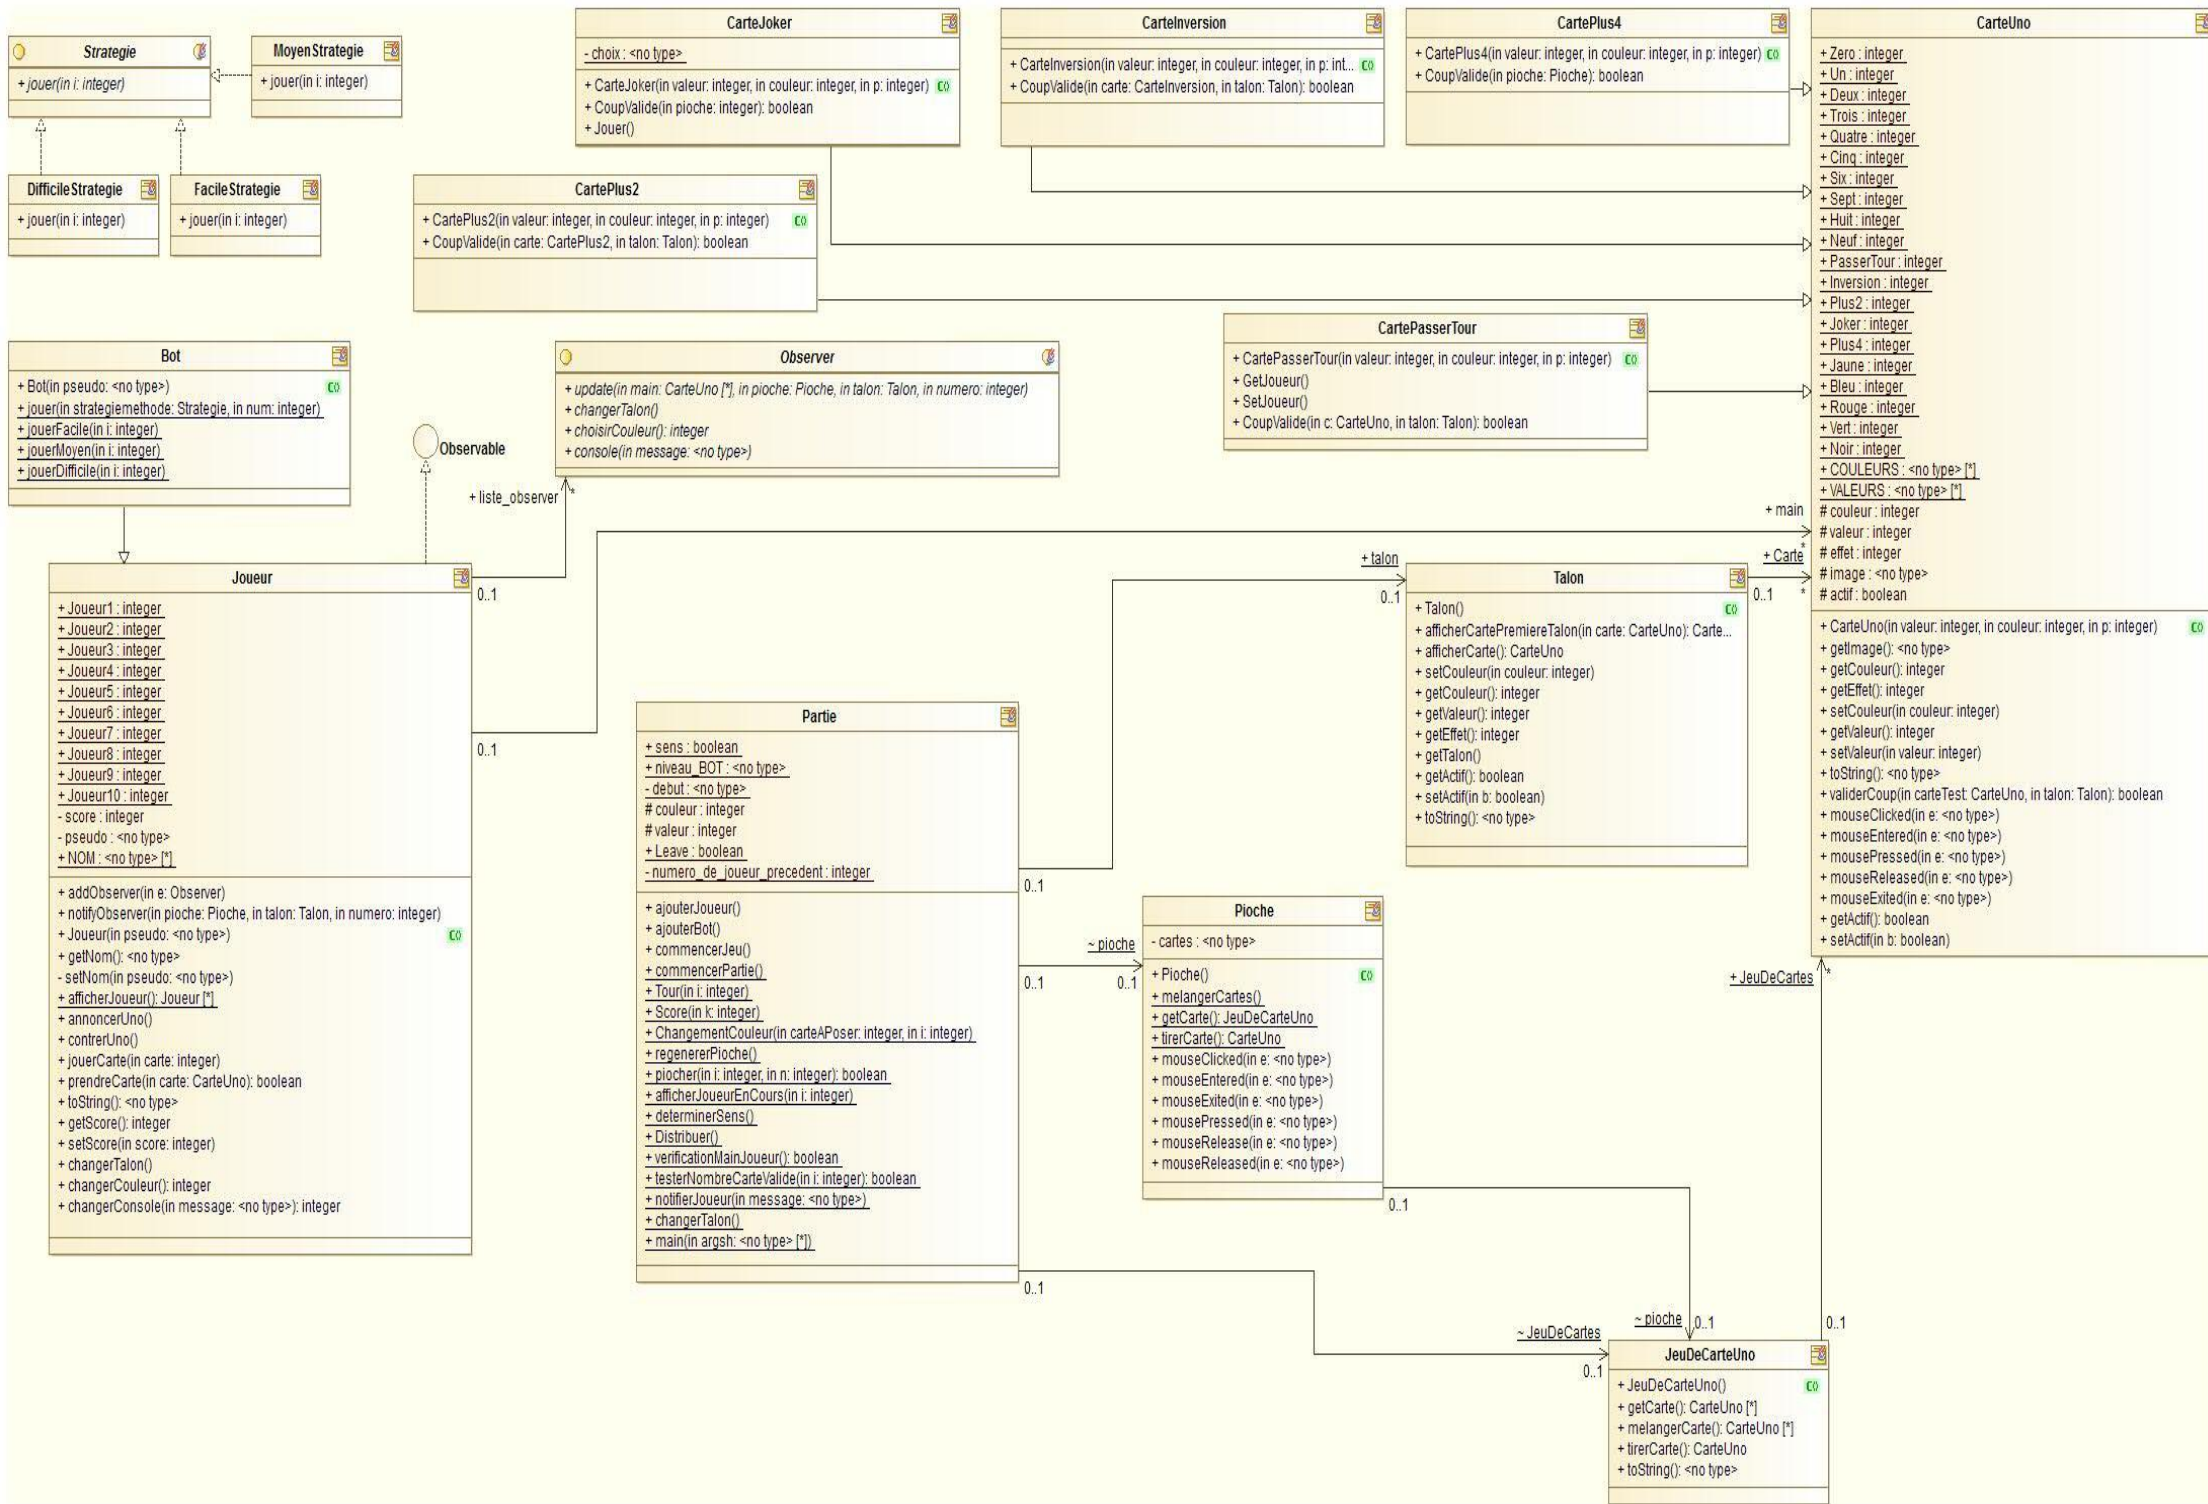 Strategie
+ jouer(in i: integer)
MoyenStrategie
+ jouer(in i: integer)
DifficileStrategie
+ jouer(in i: integer)
FacileStrategie
+ jouer(in i: integer)
CarteJoker
- choix : <no type>
+ CarteJoker(in valeur: integer, in couleur: integer, in p: integer)
+ CoupValide(in pioche: integer): boolean
+ Jouer()
CarteInversion
+ CarteInversion(in valeur: integer, in couleur: integer, in p: int...
+ CoupValide(in carte: CarteInversion, in talon: Talon): boolean
CartePlus4
+ CartePlus4(in valeur: integer, in couleur: integer, in p: integer)
+ CoupValide(in pioche: Pioche): boolean
CartePlus2
+ CartePlus2(in valeur: integer, in couleur: integer, in p: integer)
+ CoupValide(in carte: CartePlus2, in talon: Talon): boolean
CartePasserTour
+ CartePasserTour(in valeur: integer, in couleur: integer, in p: integer)
+ GetJoueur()
+ SetJoueur()
+ CoupValide(in c: CarteUno, in talon: Talon): boolean
CarteUno
+ Zero : integer
+ Un : integer
+ Deux : integer
+ Trois : integer
+ Quatre : integer
+ Cinq : integer
+ Six : integer
+ Sept : integer
+ Huit : integer
+ Neuf : integer
+ PasserTour : integer
+ Inversion : integer
+ Plus2 : integer
+ Joker : integer
+ Plus4 : integer
+ Jaune : integer
+ Bleu : integer
+ Rouge : integer
+ Vert : integer
+ Noir : integer
+ COULEURS : <no type> [*]
+ VALEURS : <no type> [*]
# couleur : integer
# valeur : integer
# effet : integer
# image : <no type>
# actif : boolean
+ CarteUno(in valeur: integer, in couleur: integer, in p: integer)
+ getImage(): <no type>
+ getCouleur(): integer
+ getEffet(): integer
+ setCouleur(in couleur: integer)
+ getValeur(): integer
+ setValeur(in valeur: integer)
+ toString(): <no type>
+ validerCoup(in carteTest: CarteUno, in talon: Talon): boolean
+ mouseClicked(in e: <no type>)
+ mouseEntered(in e: <no type>)
+ mousePressed(in e: <no type>)
+ mouseReleased(in e: <no type>)
+ mouseExited(in e: <no type>)
+ getActif(): boolean
+ setActif(in b: boolean)
Bot
+ Bot(in pseudo: <no type>)
+ jouer(in strategiemethode: Strategie, in num: integer)
+ jouerFacile(in i: integer)
+ jouerMoyen(in i: integer)
+ jouerDifficile(in i: integer)
Observable
Observer
+ update(in main: CarteUno [*], in pioche: Pioche, in talon: Talon, in numero: integer)
+ changerTalon()
+ choisirCouleur(): integer
+ console(in message: <no type>)
+ liste_observer
*
0..1
+ main
*
0..1
Joueur
+ Joueur1 : integer
+ Joueur2 : integer
+ Joueur3 : integer
+ Joueur4 : integer
+ Joueur5 : integer
+ Joueur6 : integer
+ Joueur7 : integer
+ Joueur8 : integer
+ Joueur9 : integer
+ Joueur10 : integer
- score : integer
- pseudo : <no type>
+ NOM : <no type> [*]
+ addObserver(in e: Observer)
+ notifyObserver(in pioche: Pioche, in talon: Talon, in numero: integer)
+ Joueur(in pseudo: <no type>)
+ getNom(): <no type>
- setNom(in pseudo: <no type>)
+ afficherJoueur(): Joueur [*]
+ annoncerUno()
+ contrerUno()
+ jouerCarte(in carte: integer)
+ prendreCarte(in carte: CarteUno): boolean
+ toString(): <no type>
+ getScore(): integer
+ setScore(in score: integer)
+ changerTalon()
+ changerCouleur(): integer
+ changerConsole(in message: <no type>): integer
Partie
+ sens : boolean
+ niveau_BOT : <no type>
- debut : <no type>
# couleur : integer
# valeur : integer
+ Leave : boolean
- numero_de_joueur_precedent : integer
+ ajouterJoueur()
+ ajouterBot()
+ commencerJeu()
+ commencerPartie()
+ Tour(in i: integer)
+ Score(in k: integer)
+ ChangementCouleur(in carteAPoser: integer, in i: integer)
+ regenererPioche()
+ piocher(in i: integer, in n: integer): boolean
+ afficherJoueurEnCours(in i: integer)
+ determinerSens()
+ Distribuer()
+ verificationMainJoueur(): boolean
+ testerNombreCarteValide(in i: integer): boolean
+ notifierJoueur(in message: <no type>)
+ changerTalon()
+ main(in argsh: <no type> [*])
+ talon
0..1
0..1
Talon
+ Talon()
+ afficherCartePremiereTalon(in carte: CarteUno): Carte...
+ afficherCarte(): CarteUno
+ setCouleur(in couleur: integer)
+ getCouleur(): integer
+ getValeur(): integer
+ getEffet(): integer
+ getTalon()
+ getActif(): boolean
+ setActif(in b: boolean)
+ toString(): <no type>
+ Carte
0..1
*
~ pioche
0..1
0..1
Pioche
- cartes : <no type>
+ Pioche()
+ melangerCartes()
+ getCarte(): JeuDeCarteUno
+ tirerCarte(): CarteUno
+ mouseClicked(in e: <no type>)
+ mouseEntered(in e: <no type>)
+ mouseExited(in e: <no type>)
+ mousePressed(in e: <no type>)
+ mouseRelease(in e: <no type>)
+ mouseReleased(in e: <no type>)
0..1
+ JeuDeCartes
*
0..1
~ JeuDeCartes
0..1
~ pioche
0..1
0..1
JeuDeCarteUno
+ JeuDeCarteUno()
+ getCarte(): CarteUno [*]
+ melangerCarte(): CarteUno [*]
+ tirerCarte(): CarteUno
+ toString(): <no type>